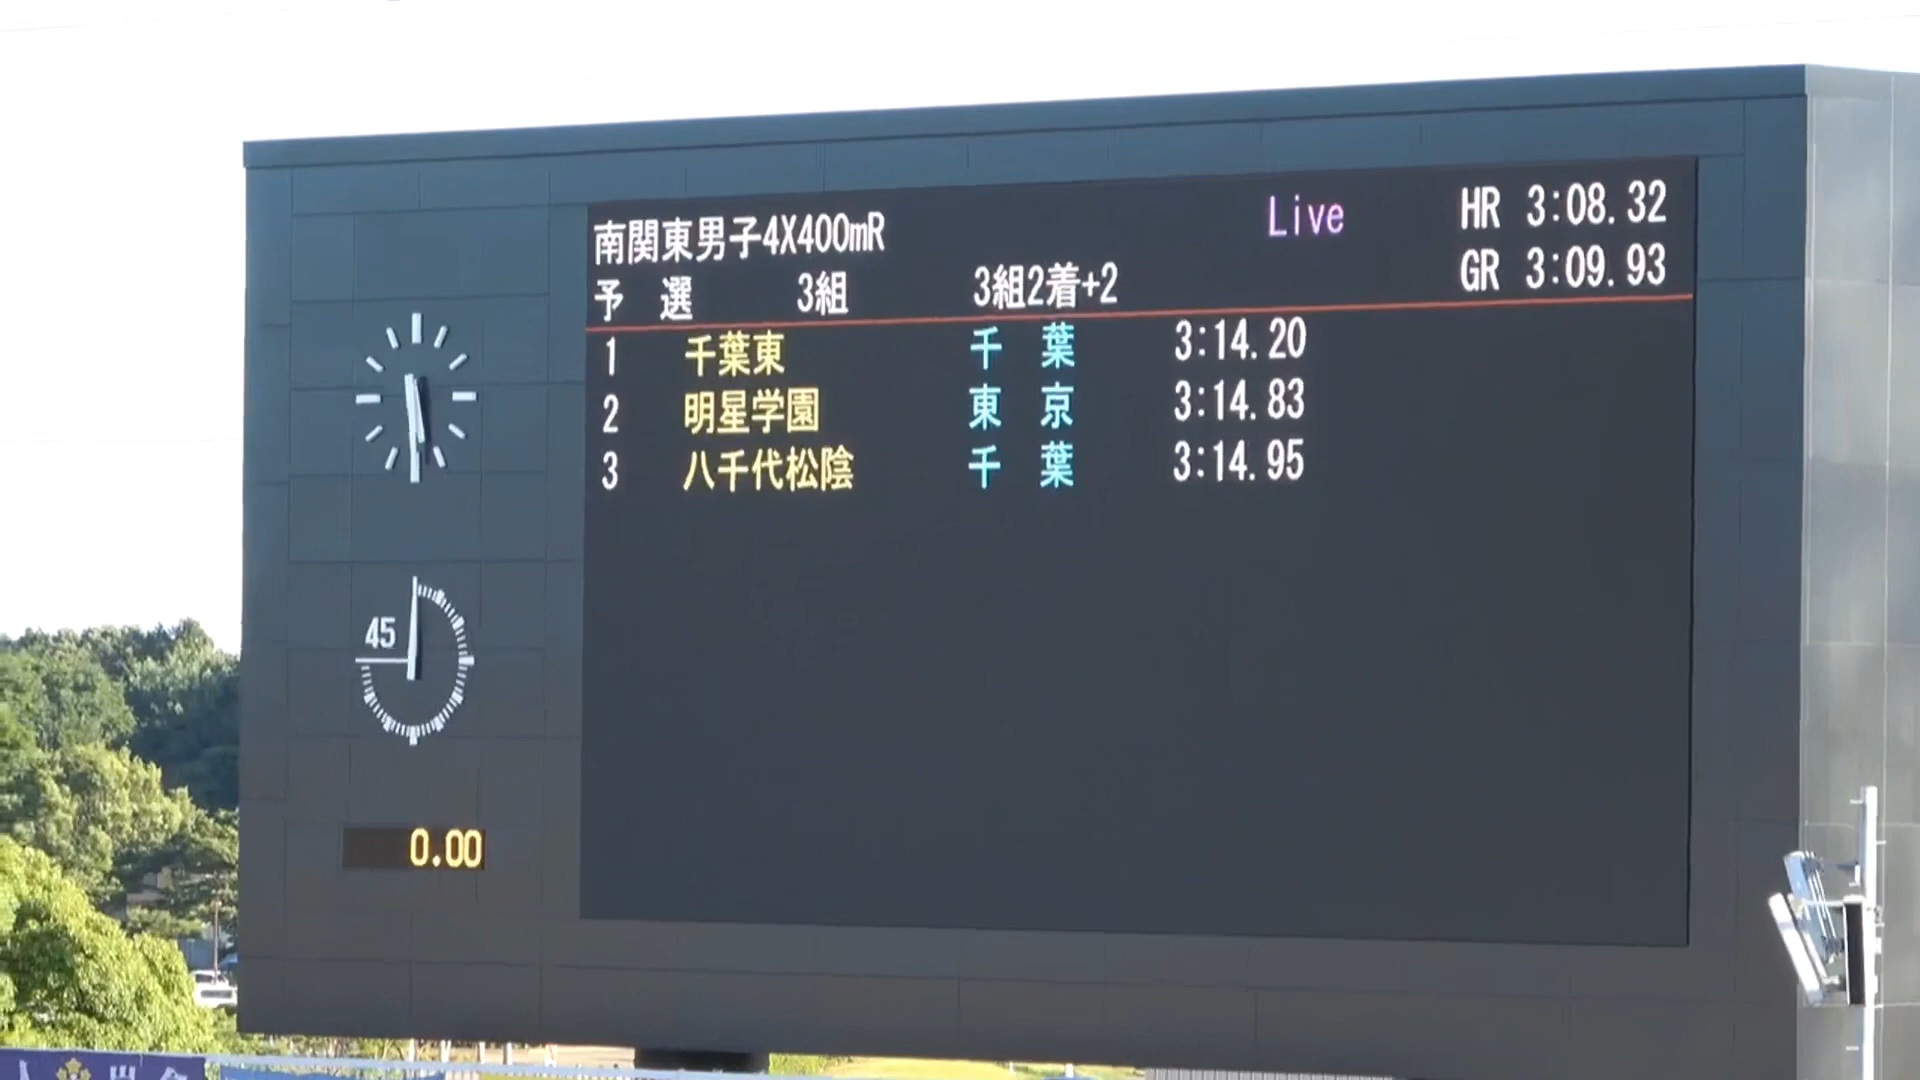 南関東男子4X400mR Live HR 3:08.32
GR 3:09.93
予 選 3組 3組2着+2
1 千葉東 千 葉 3:14.20
2 明星学園 東 京 3:14.83
3 八千代松陰 千 葉 3:14.95
45
0.00